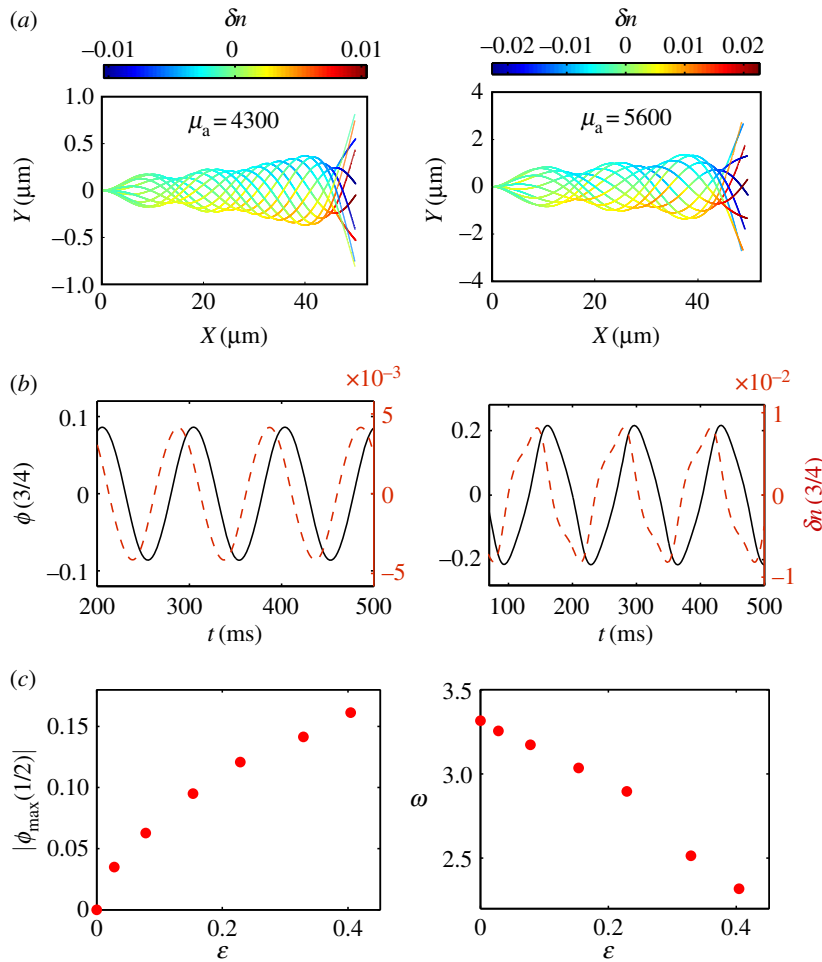 (a)
δn
−0.01 0 0.01
1.0
0.5
0
−0.5
−1.0
Y (μm)
μa = 4300
0 20 40
X (μm)
δn
−0.02 −0.01 0 0.01 0.02
4
2
0
−2
−4
Y (μm)
μa = 5600
0 20 40
X (μm)
(b)
×10−3
0.1
0
−0.1
ϕ (3/4)
5
0
−5
200 300 400 500
t (ms)
×10−2
0.2
0
−0.2
1
0
−1
δn (3/4)
100 200 300 400 500
t (ms)
(c)
0.15
0.10
0.05
0
|ϕmax(1/2)|
0 0.2 0.4
ε
3.5
3.0
2.5
ω
0 0.2 0.4
ε